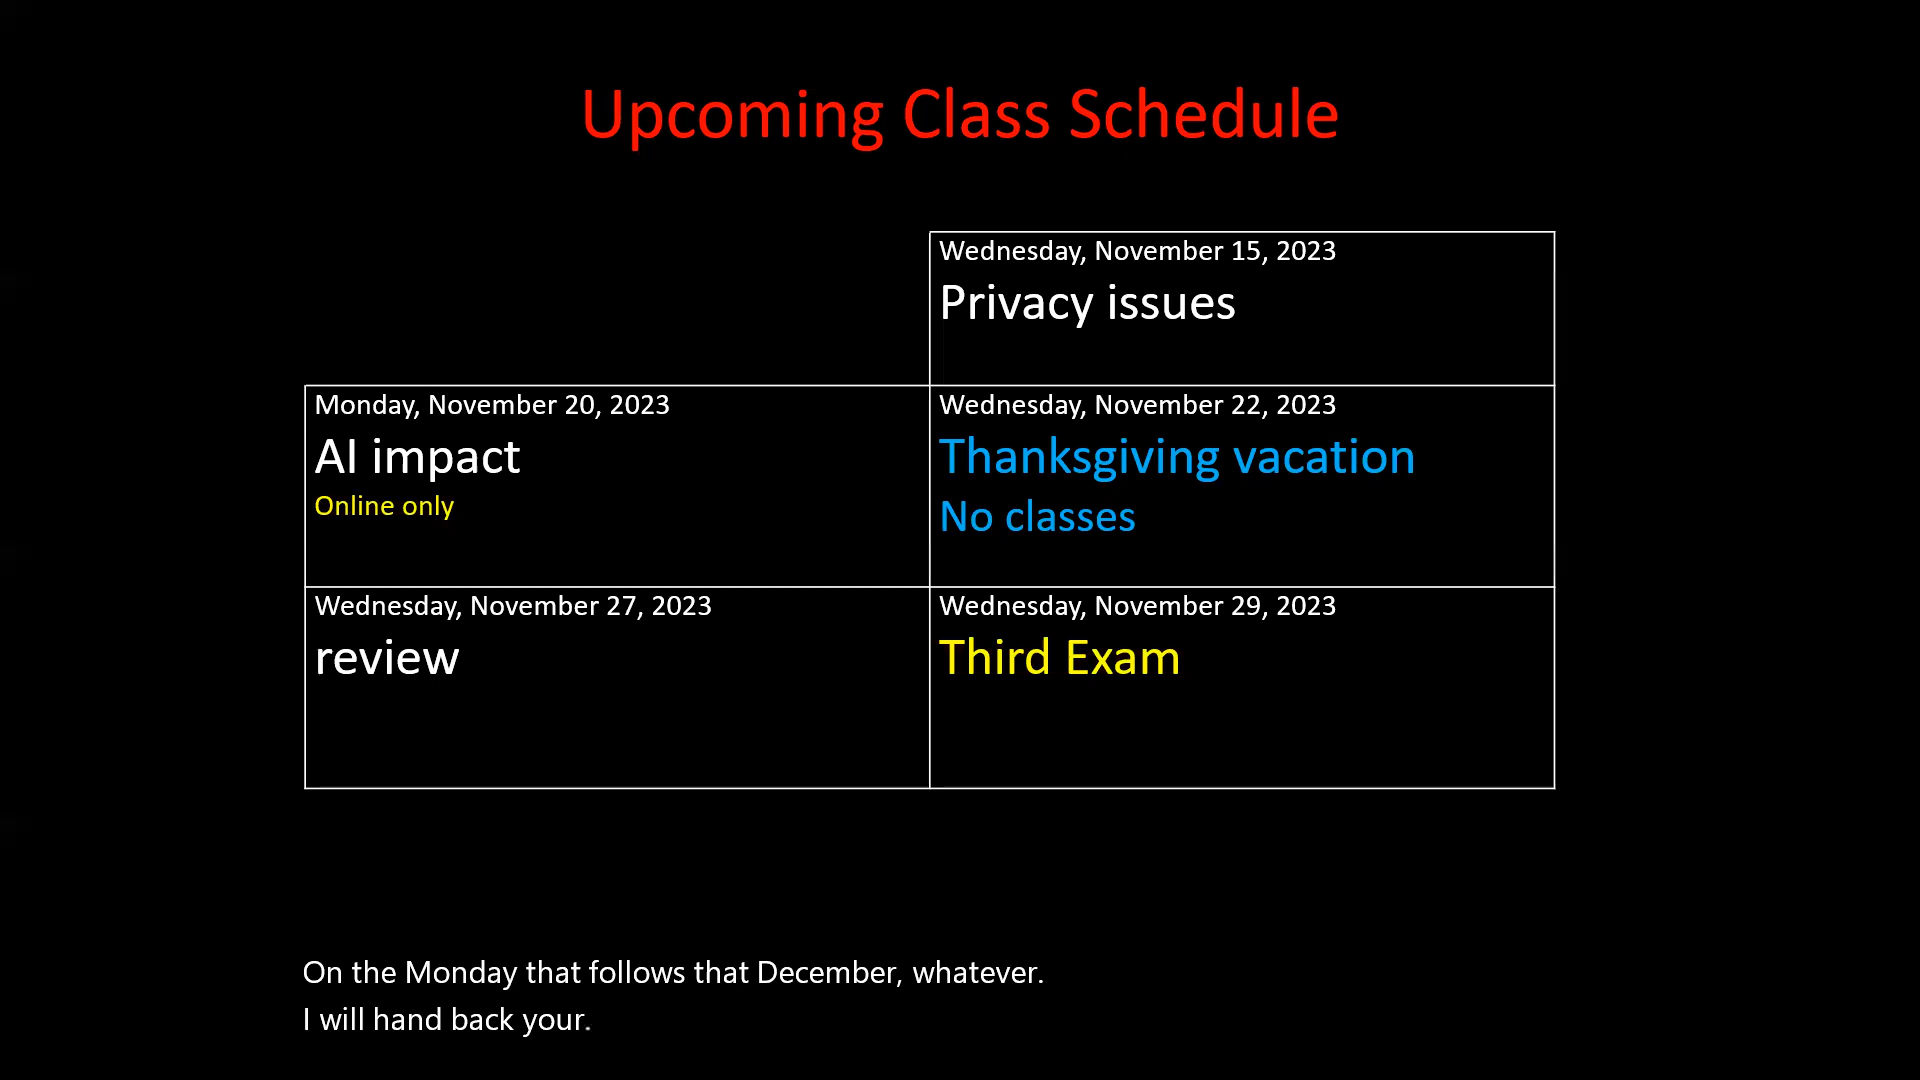 Upcoming Class Schedule
Wednesday, November 15, 2023
Privacy issues
Monday, November 20, 2023
AI impact
Online only
Wednesday, November 22, 2023
Thanksgiving vacation
No classes
Wednesday, November 27, 2023
review
Wednesday, November 29, 2023
Third Exam
On the Monday that follows that December, whatever.
I will hand back your.